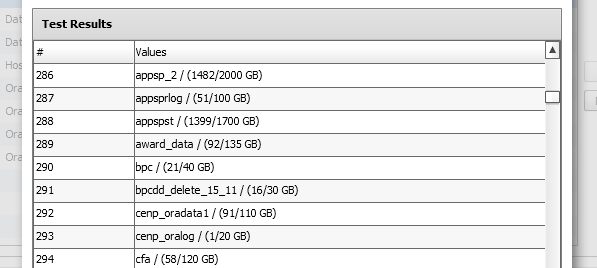 Test Results
# Values
286 appsp_2 / (1482/2000 GB)
287 appsprlog / (51/100 GB)
288 appspst / (1399/1700 GB)
289 award_data / (92/135 GB)
290 bpc / (21/40 GB)
291 bpcdd_delete_15_11 / (16/30 GB)
292 cenp_oradata1 / (91/110 GB)
293 cenp_oralog / (1/20 GB)
294 cfa / (58/120 GB)
Dat
Dat
Hos
Ora
Ora
Ora
Ora